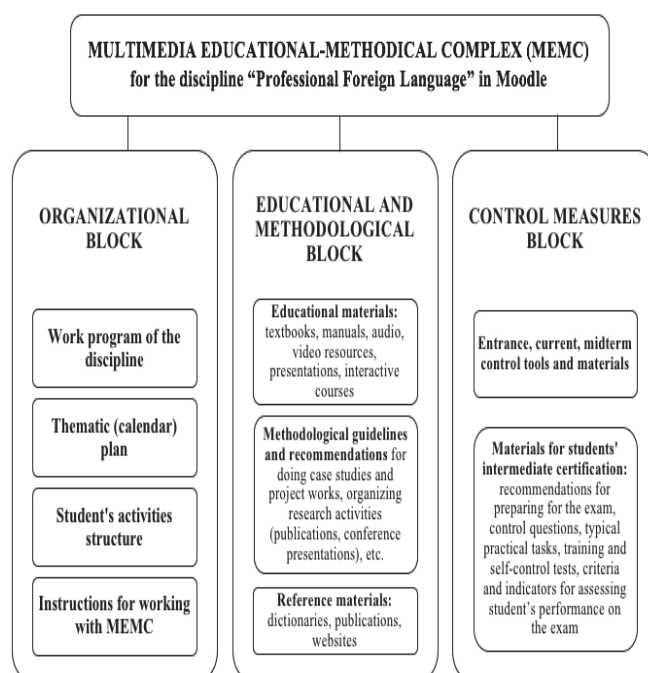 MULTIMEDIA EDUCATIONAL-METHODICAL COMPLEX (MEMC)
for the discipline “Professional Foreign Language” in Moodle
ORGANIZATIONAL
BLOCK
Work program of the
discipline
Thematic (calendar)
plan
Student's activities
structure
Instructions for working
with MEMC
EDUCATIONAL AND
METHODOLOGICAL
BLOCK
Educational materials:
textbooks, manuals, audio,
video resources,
presentations, interactive
courses
Methodological guidelines
and recommendations for
doing case studies and
project works, organizing
research activities
(publications, conference
presentations), etc.
Reference materials:
dictionaries, publications,
websites
CONTROL MEASURES
BLOCK
Entrance, current, midterm
control tools and materials
Materials for students'
intermediate certification:
recommendations for
preparing for the exam,
control questions, typical
practical tasks, training and
self-control tests, criteria
and indicators for assessing
student’s performance on
the exam